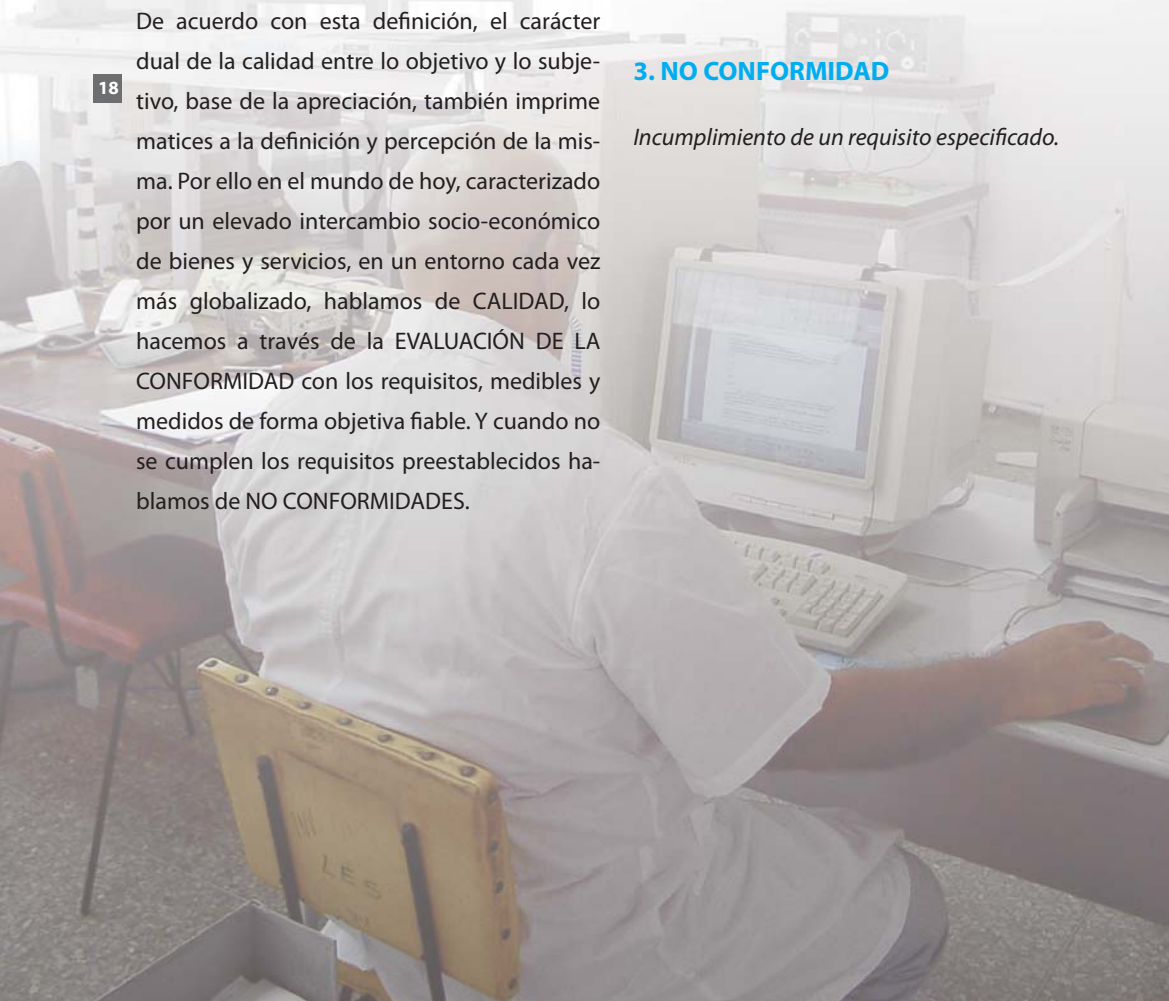 De acuerdo con esta definición, el carácter
dual de la calidad entre lo objetivo y lo subje-
tivo, base de la apreciación, también imprime
matices a la definición y percepción de la mis-
ma. Por ello en el mundo de hoy, caracterizado
por un elevado intercambio socio-económico
de bienes y servicios, en un entorno cada vez
más globalizado, hablamos de CALIDAD, lo
hacemos a través de la EVALUACIÓN DE LA
CONFORMIDAD con los requisitos, medibles y
medidos de forma objetiva fiable. Y cuando no
se cumplen los requisitos preestablecidos ha-
blamos de NO CONFORMIDADES.
18
3. NO CONFORMIDAD
Incumplimiento de un requisito especificado.
LES